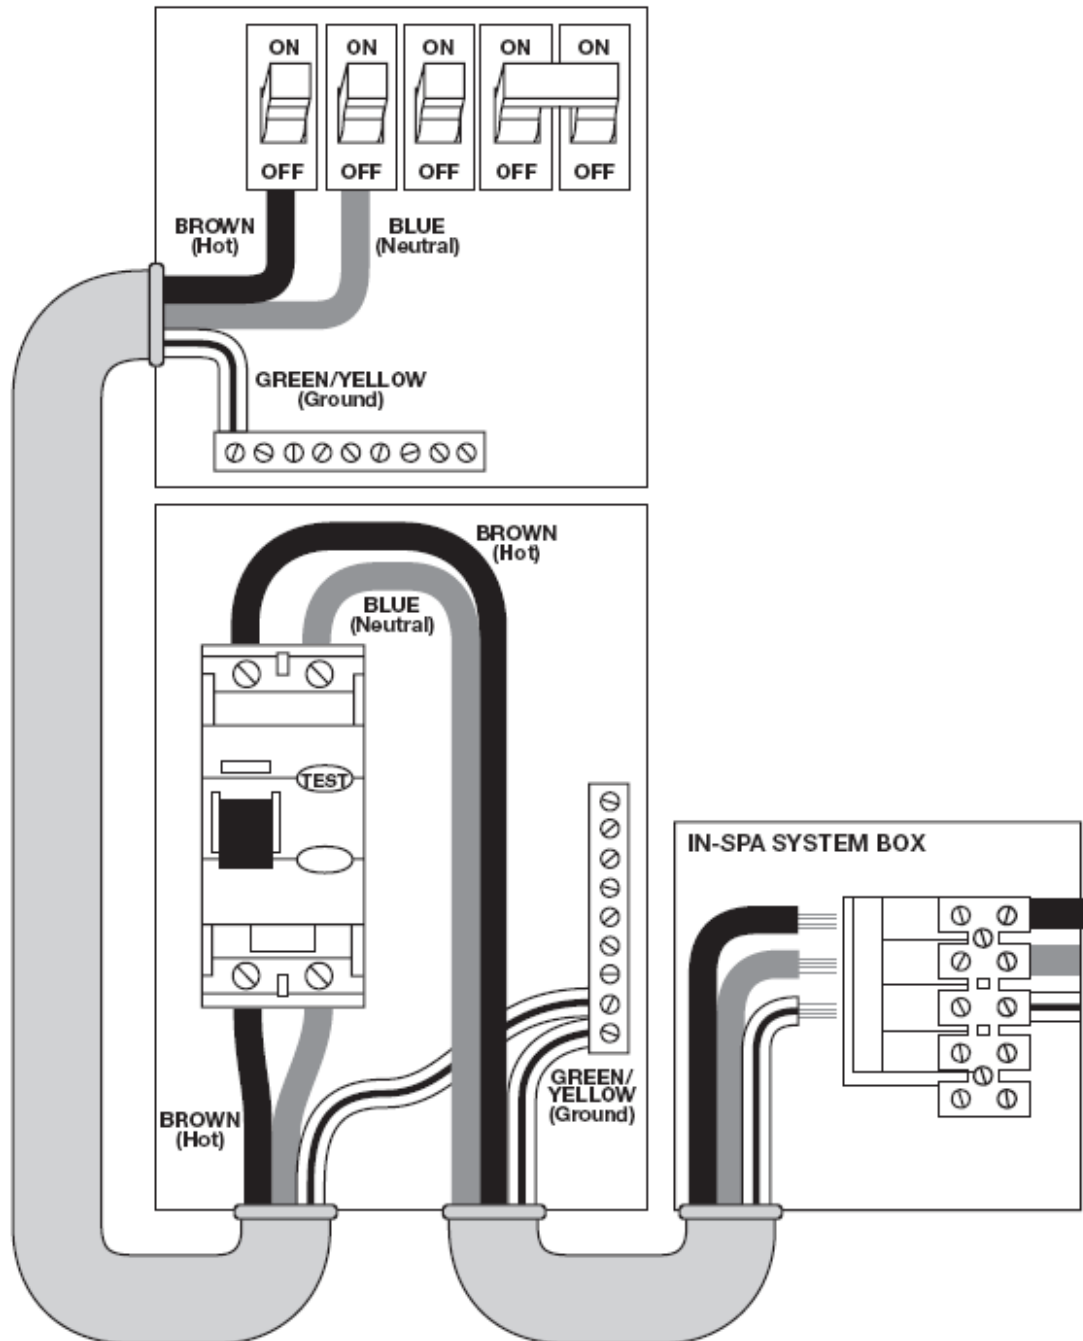 ON ON ON ON ON
OFF OFF OFF OFF OFF
BROWN
(Hot)
BLUE
(Neutral)
GREEN/YELLOW
(Ground)
BROWN
(Hot)
BLUE
(Neutral)
TEST
IN-SPA SYSTEM BOX
GREEN/
YELLOW
(Ground)
BROWN
(Hot)